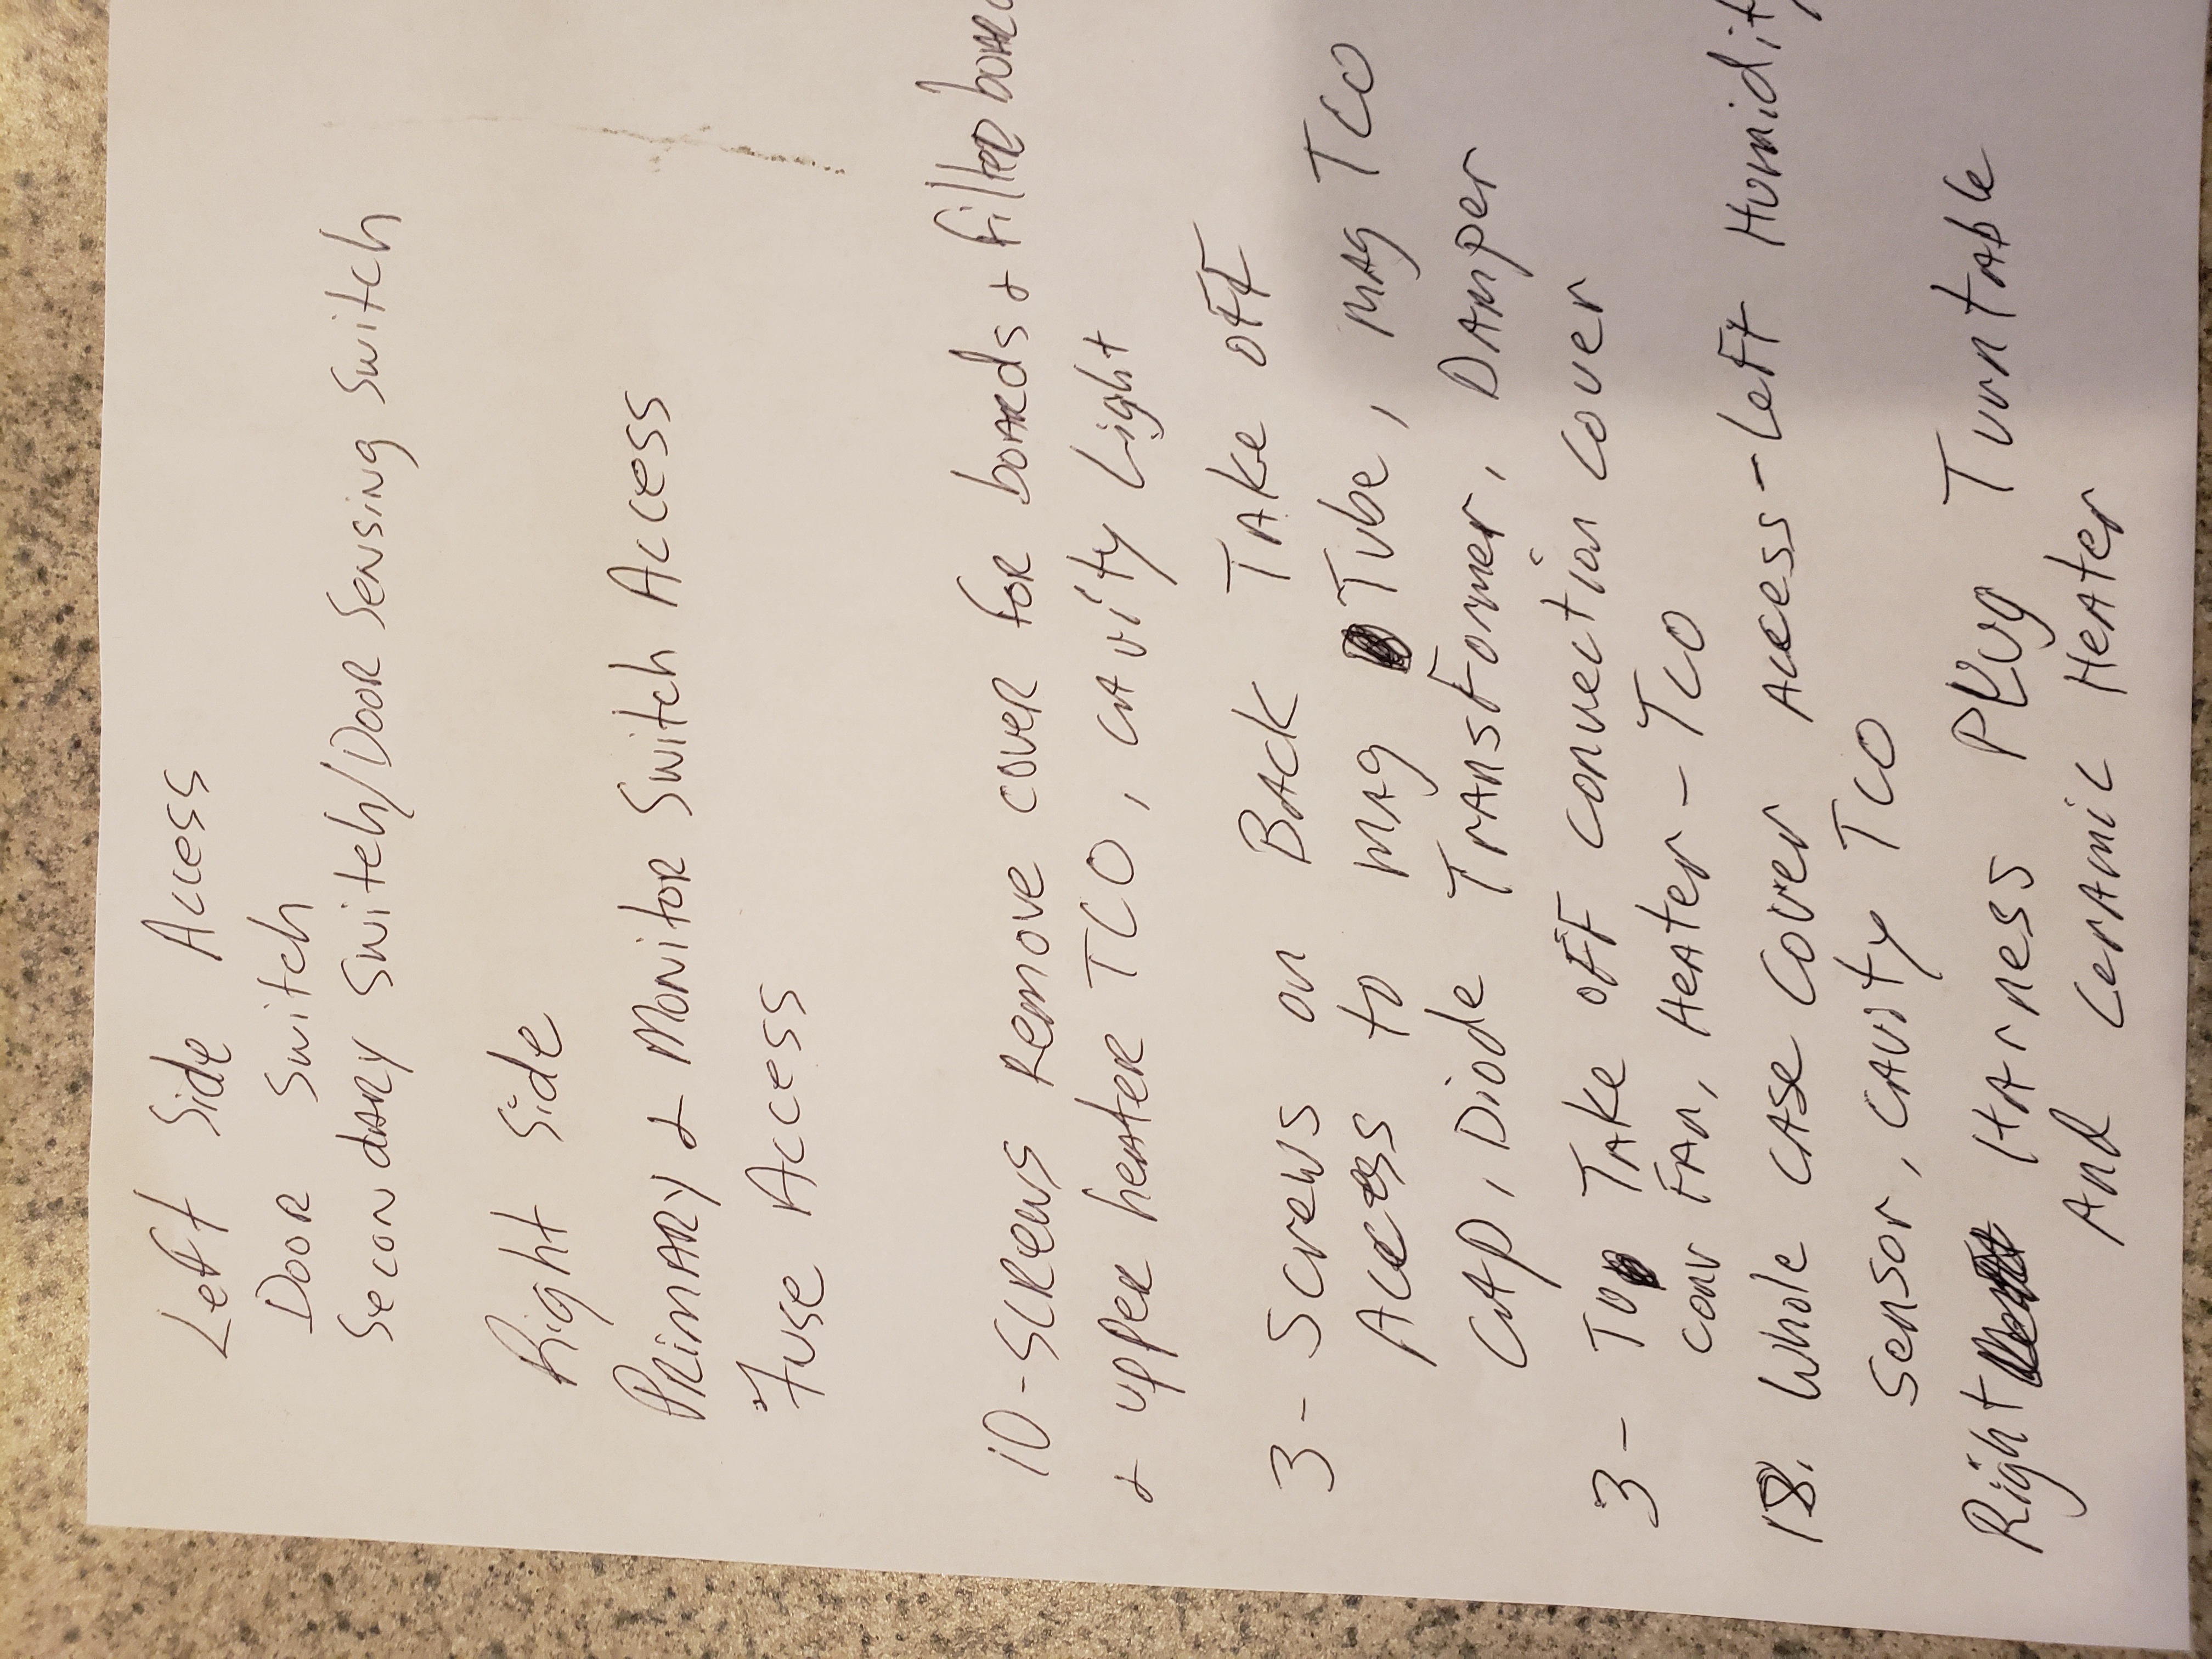 Left Side Access
Door Switch
Secondary Switch/Door Sensing Switch
Right Side
Primary & Monitor Switch Access
Fuse Access
10-Screws Remove cover for boards & filter board
& upper heater TCO, cavity Light
3- Screws on Back Take off
Access to mag Tube, mag TCO
CAP, Diode Transformer, Damper
3- Top Take off convection cover
conv Fan, Heater - TCO
18. Whole case Cover Access-Left Humidity
Sensor, cavity TCO
Right Harness Plug Turntable
And Ceramic Heater